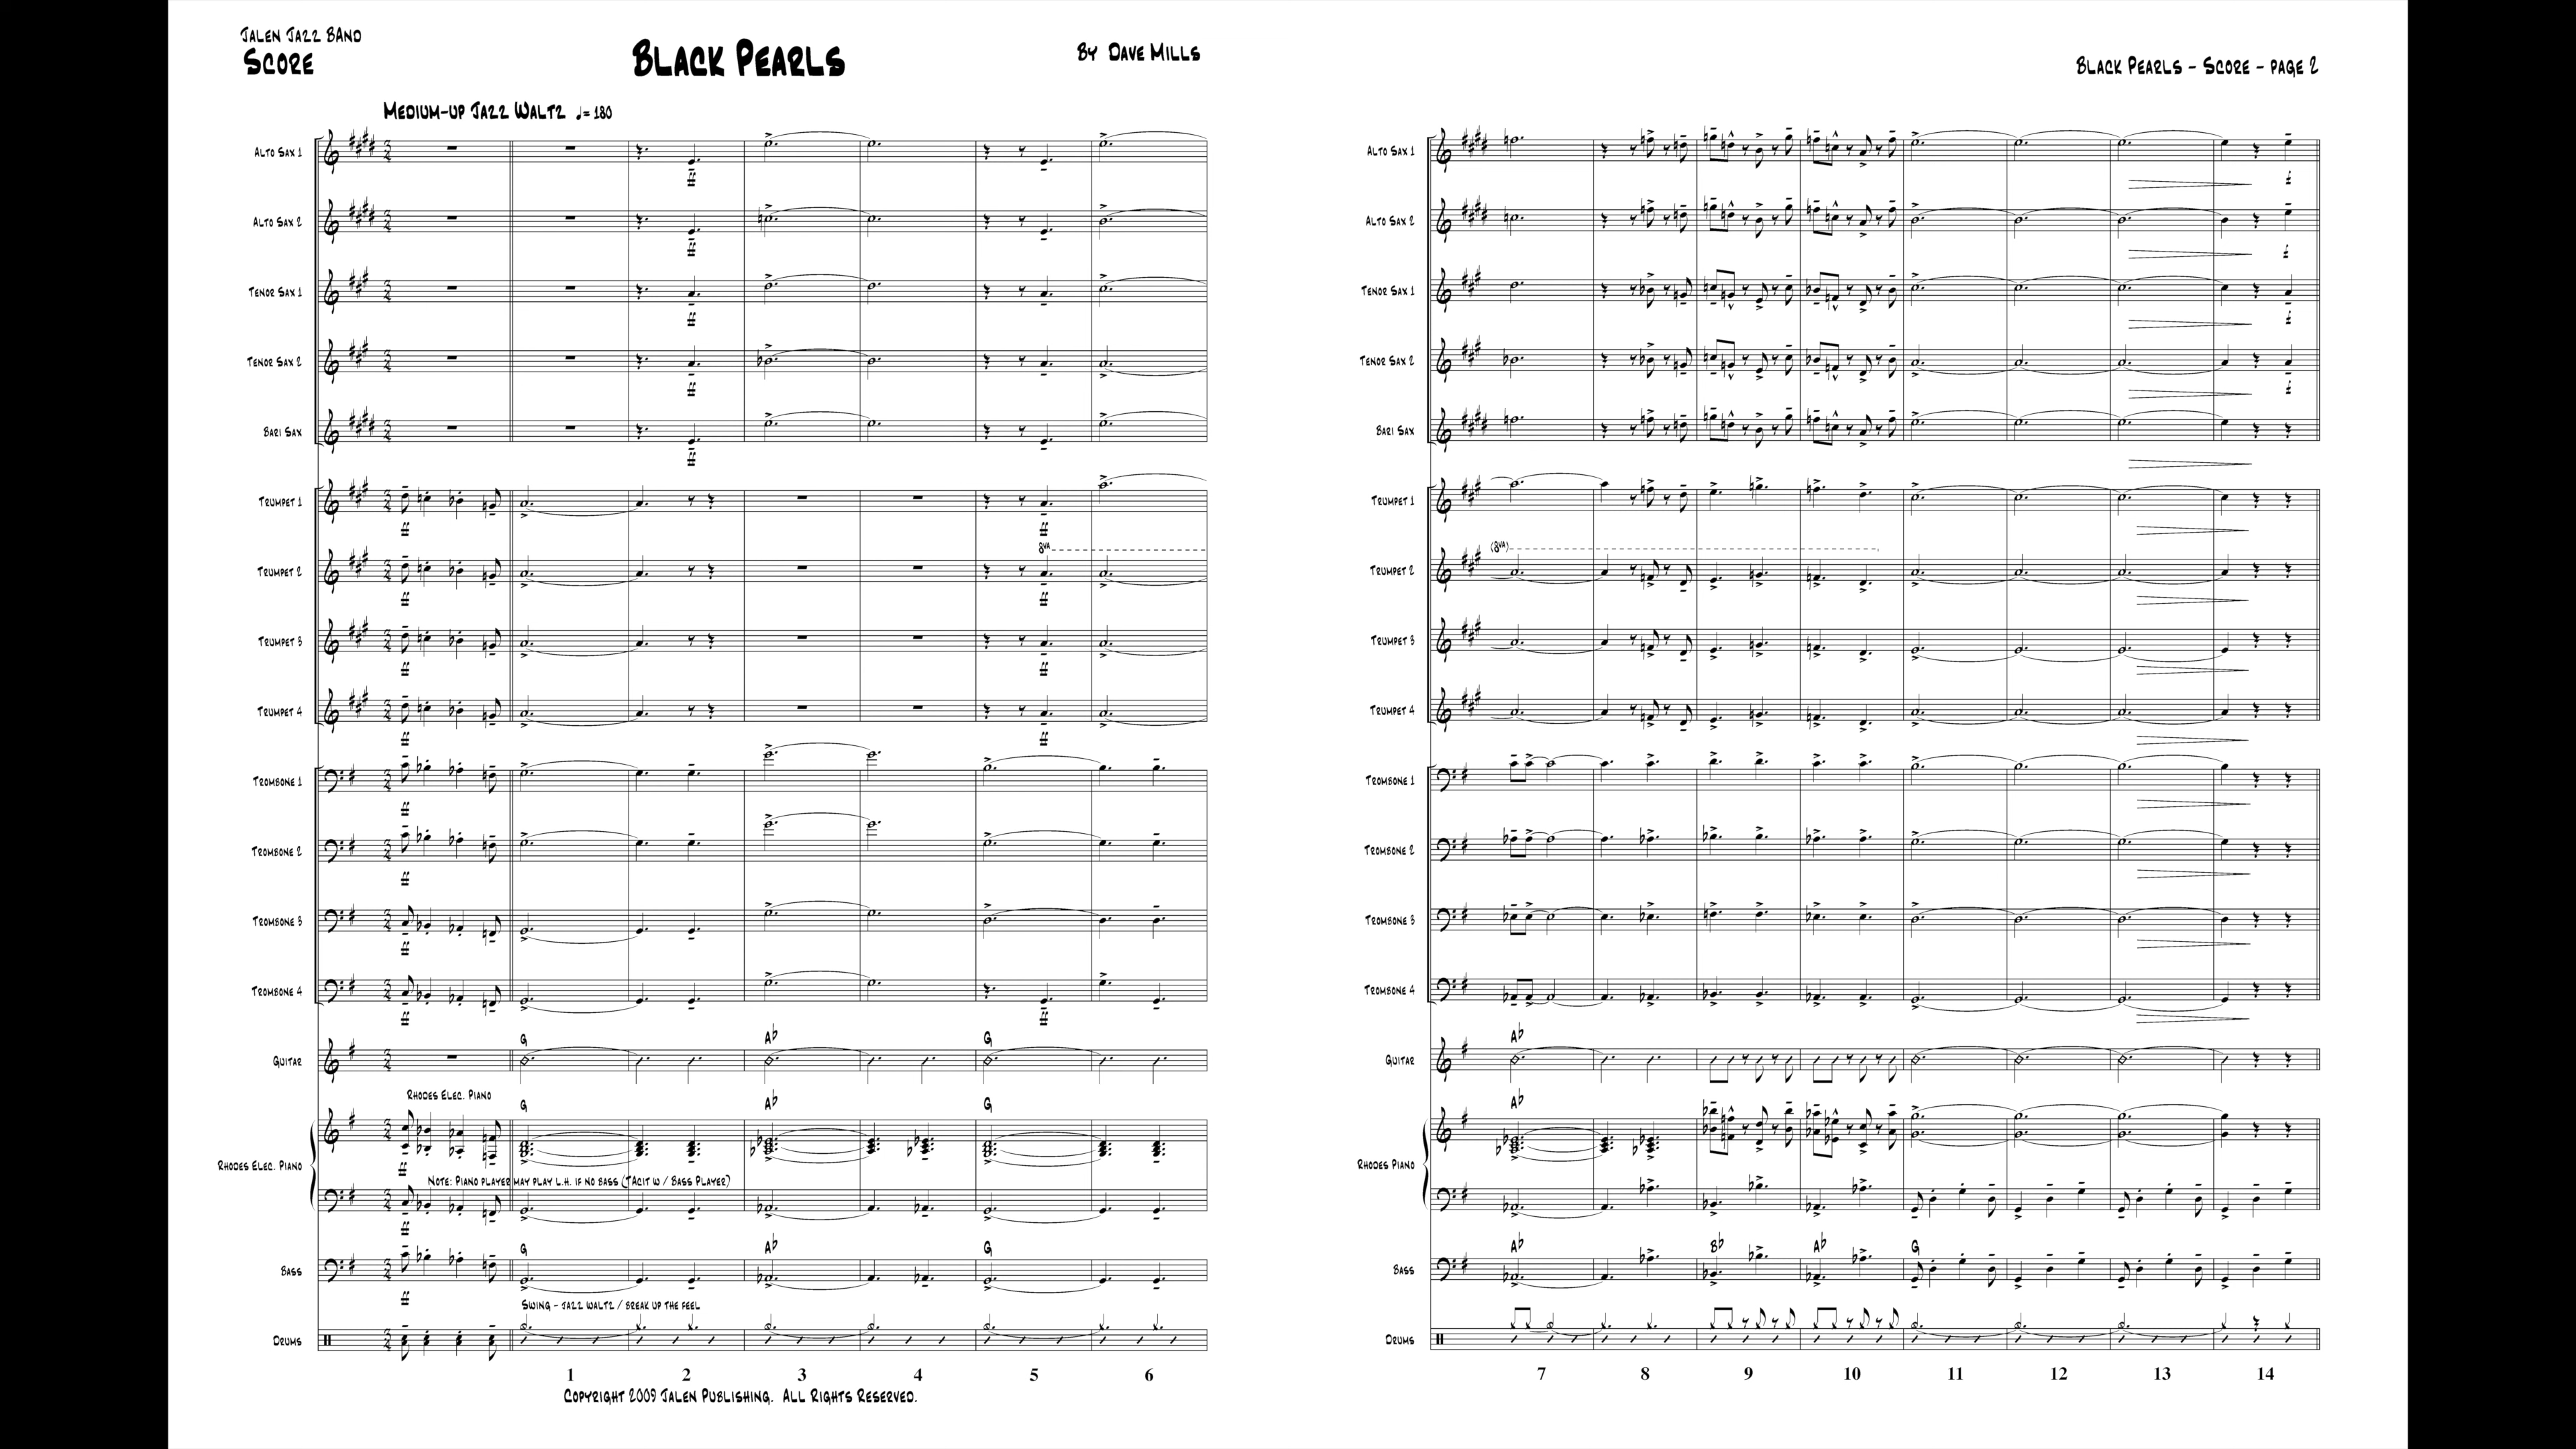 Jalen Jazz Band
Score
Black Pearls
By Dave Mills
Medium-up Jazz Waltz ♩= 180
Alto Sax 1
Alto Sax 2
Tenor Sax 1
Tenor Sax 2
Bari Sax
Trumpet 1
8va
Trumpet 2
Trumpet 3
Trumpet 4
Trombone 1
Trombone 2
Trombone 3
Trombone 4
G A♭ G
Guitar
Rhodes Elec. Piano
G A♭ G
Rhodes Elec. Piano
Note: Piano player may play L.H. if no bass (Tacit w / Bass Player)
G A♭ G
Bass
Swing - jazz waltz / break up the feel
Drums
1 2 3 4 5 6
Copyright 2009 Jalen Publishing. All Rights Reserved.
Black Pearls - Score - page 2
Alto Sax 1
Alto Sax 2
Tenor Sax 1
Tenor Sax 2
Bari Sax
Trumpet 1
(8va)
Trumpet 2
Trumpet 3
Trumpet 4
Trombone 1
Trombone 2
Trombone 3
Trombone 4
A♭
Guitar
A♭
Rhodes Piano
A♭ B♭ A♭ G
Bass
Drums
7 8 9 10 11 12 13 14